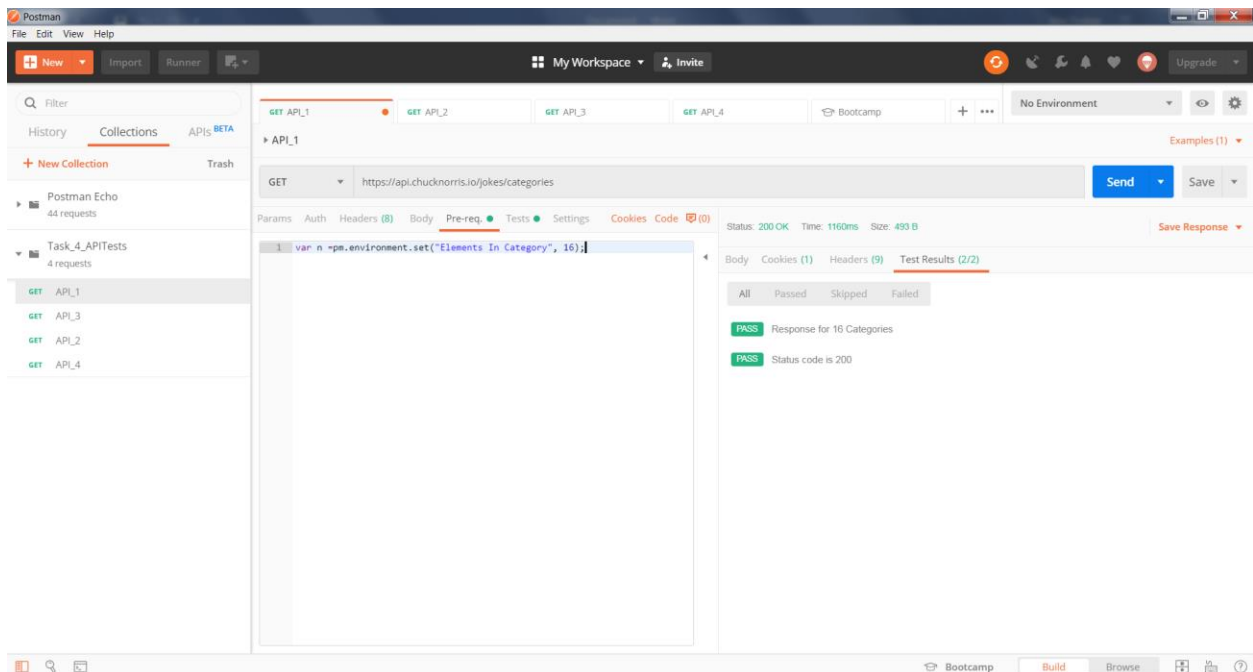 Postman
File Edit View Help
New Import Runner My Workspace Invite Upgrade
Filter
History Collections APIs BETA
+ New Collection Trash
Postman Echo
44 requests
Task_4_APITests
4 requests
GET API_1
GET API_3
GET API_2
GET API_4
GET API_1 GET API_2 GET API_3 GET API_4 Bootcamp + ••• No Environment
API_1 Examples (1)
GET https://api.chucknorris.io/jokes/categories Send Save
Params Auth Headers (8) Body Pre-req. Tests Settings Cookies Code (0)
1 var n =pm.environment.set("Elements In Category", 16);
Status: 200 OK Time: 1160ms Size: 493 B Save Response
Body Cookies (1) Headers (9) Test Results (2/2)
All Passed Skipped Failed
PASS Response for 16 Categories
PASS Status code is 200
Bootcamp Build Browse